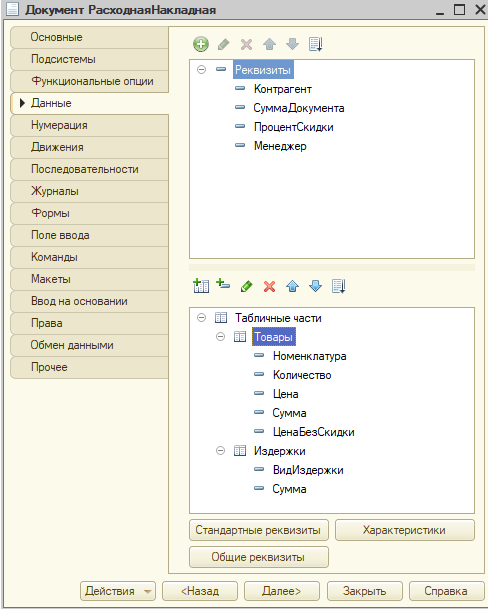 Документ РасходнаяНакладная
Основные
Подсистемы
Функциональные опции
Данные
Нумерация
Движения
Последовательности
Журналы
Формы
Поле ввода
Команды
Макеты
Ввод на основании
Права
Обмен данными
Прочее
Реквизиты
Контрагент
СуммаДокумента
ПроцентСкидки
Менеджер
Табличные части
Товары
Номенклатура
Количество
Цена
Сумма
ЦенаБезСкидки
Издержки
ВидИздержки
Сумма
Стандартные реквизиты
Характеристики
Общие реквизиты
Действия
<Назад
Далее>
Закрыть
Справка